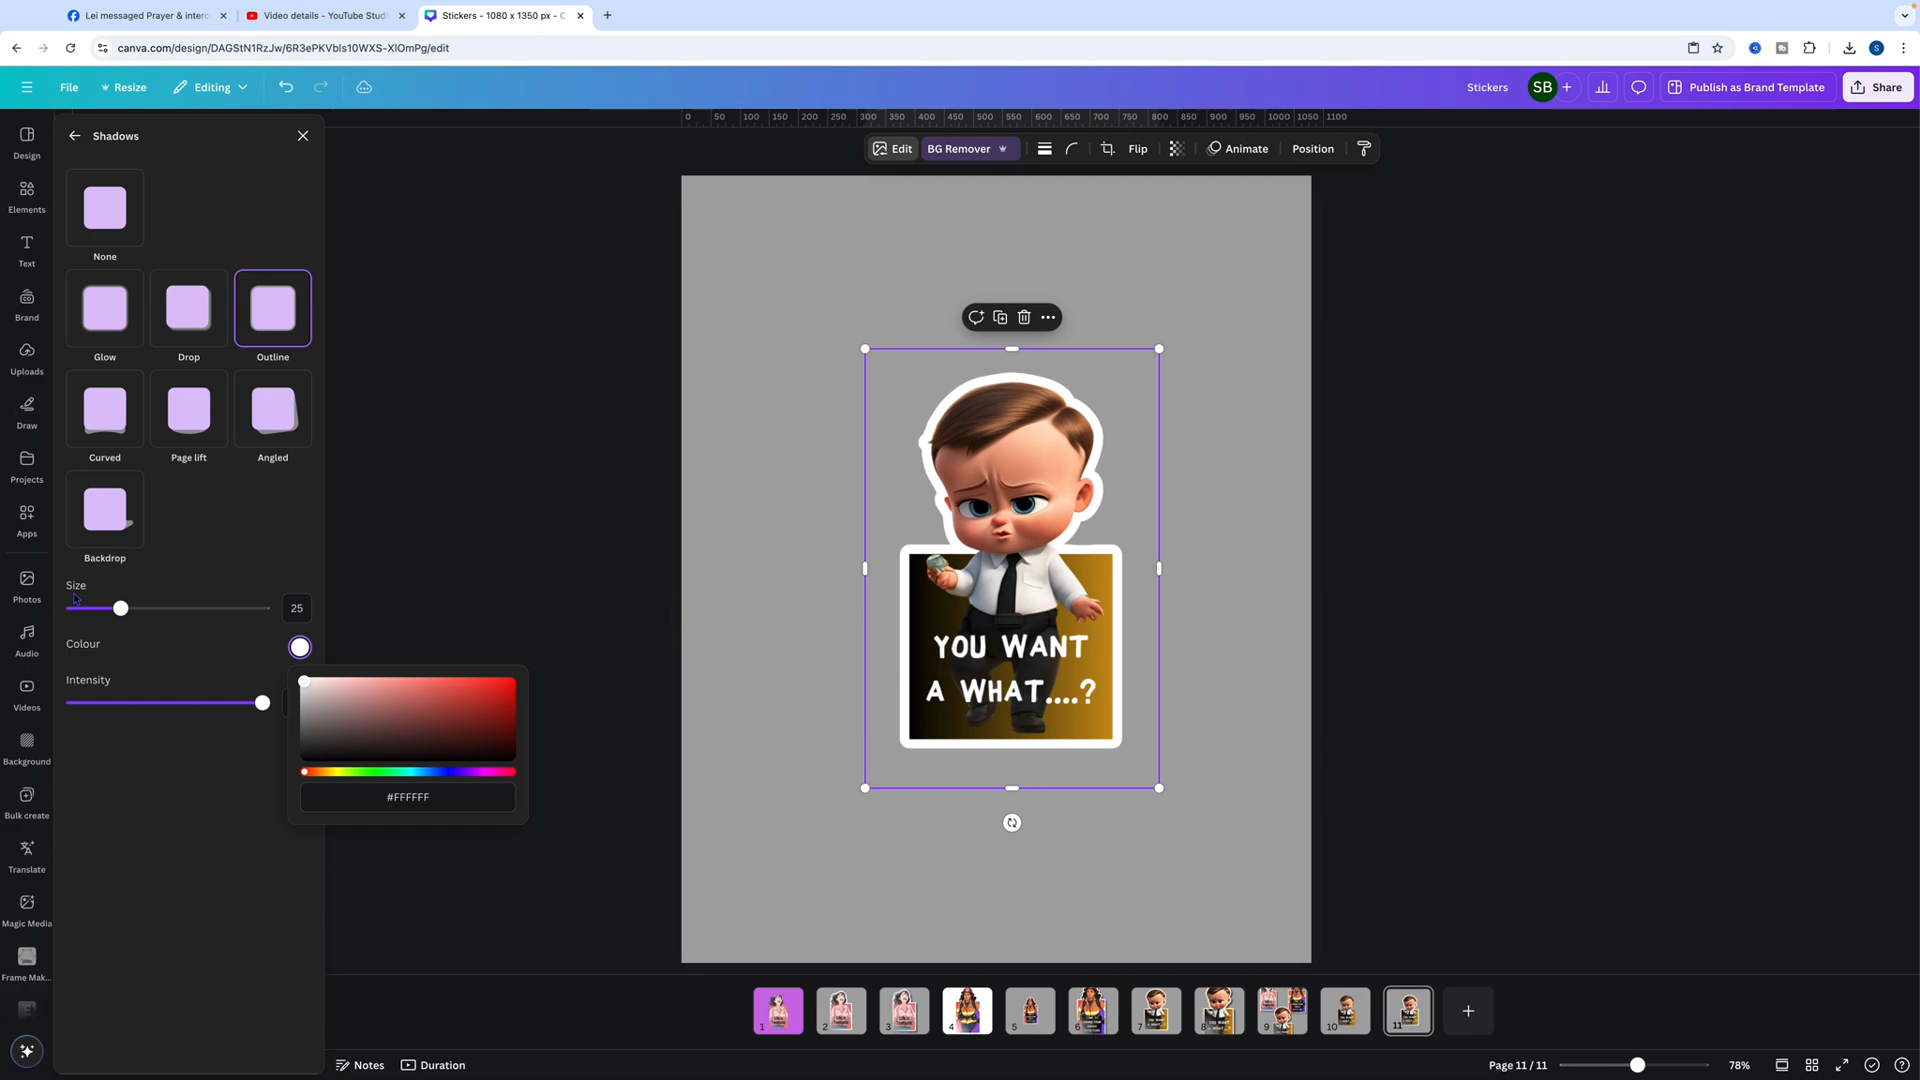 Lei messaged Prayer & interc
Video details - YouTube Studi
Stickers - 1080 x 1350 px - C
canva.com/design/DAGStN1RzJw/6R3ePKVbls10WXS-XlOmPg/edit
File
Resize
Editing
Stickers
SB
Publish as Brand Template
Share
S
Design
Elements
Text
Brand
Uploads
Draw
Projects
Apps
Photos
Audio
Videos
Background
Bulk create
Translate
Magic Media
Frame Mak...
Shadows
None
Glow
Drop
Outline
Curved
Page lift
Angled
Backdrop
Size
25
Colour
Intensity
#FFFFFF
0 50 100 150 200 250 300 350 400 450 500 550 600 650 700 750 800 850 900 950 1000 1050 1100
Edit
BG Remover
Flip
Animate
Position
YOU WANT
A WHAT....?
1 2 3 4 5 6 7 8 9 10 11
Notes
Duration
Page 11 / 11
78%